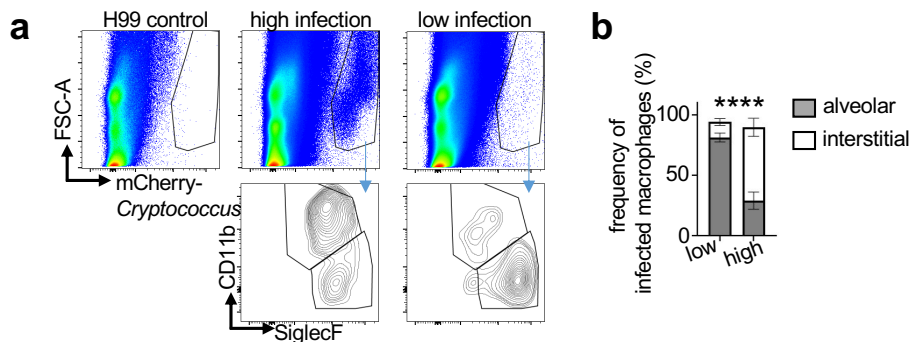 a
H99 control
high infection
low infection
FSC-A
mCherry-
Cryptococcus
CD11b
SiglecF
b
****
frequency of
infected macrophages (%)
100
50
0
low
high
alveolar
interstitial